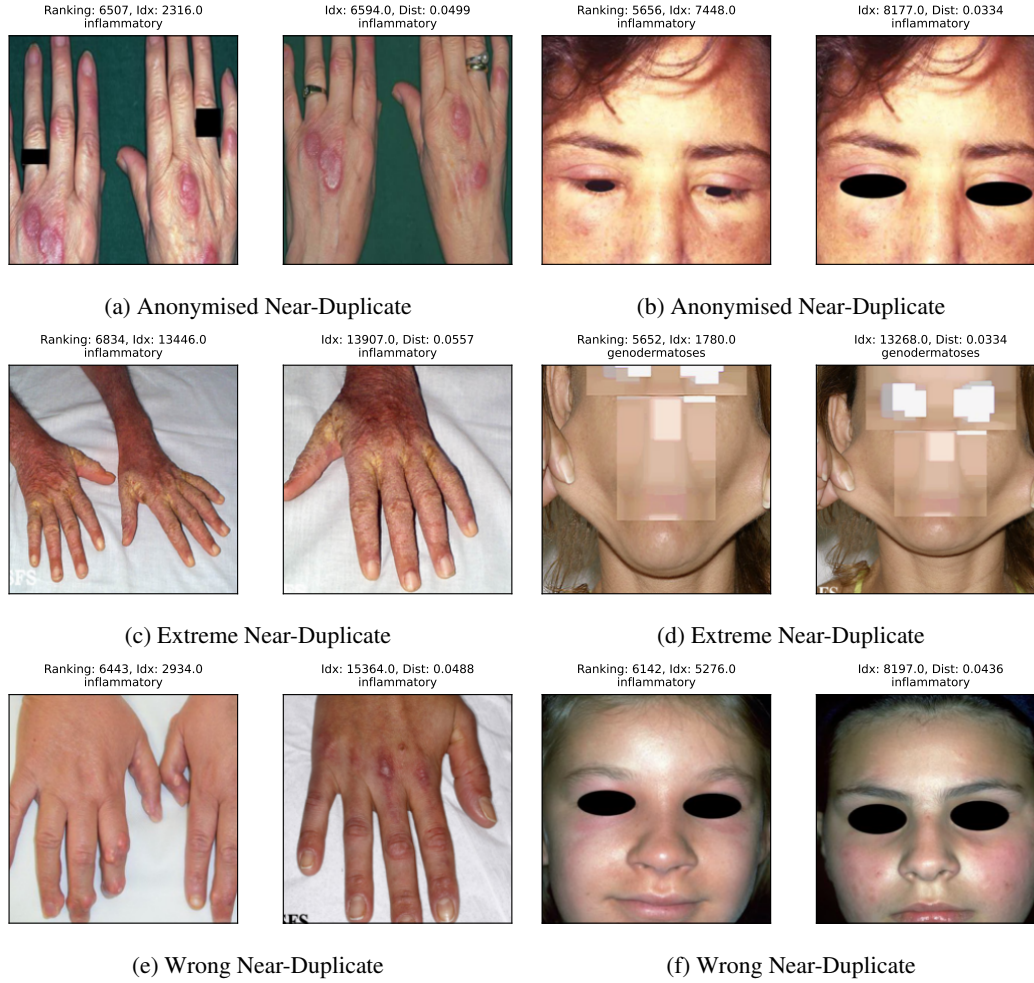 Ranking: 6507, Idx: 2316.0
inflammatory
Idx: 6594.0, Dist: 0.0499
inflammatory
Ranking: 5656, Idx: 7448.0
inflammatory
Idx: 8177.0, Dist: 0.0334
inflammatory
(a) Anonymised Near-Duplicate
(b) Anonymised Near-Duplicate
Ranking: 6834, Idx: 13446.0
inflammatory
Idx: 13907.0, Dist: 0.0557
inflammatory
Ranking: 5652, Idx: 1780.0
genodermatoses
Idx: 13268.0, Dist: 0.0334
genodermatoses
SFS
(c) Extreme Near-Duplicate
(d) Extreme Near-Duplicate
Ranking: 6443, Idx: 2934.0
inflammatory
Idx: 15364.0, Dist: 0.0488
inflammatory
Ranking: 6142, Idx: 5276.0
inflammatory
Idx: 8197.0, Dist: 0.0436
inflammatory
(e) Wrong Near-Duplicate
(f) Wrong Near-Duplicate